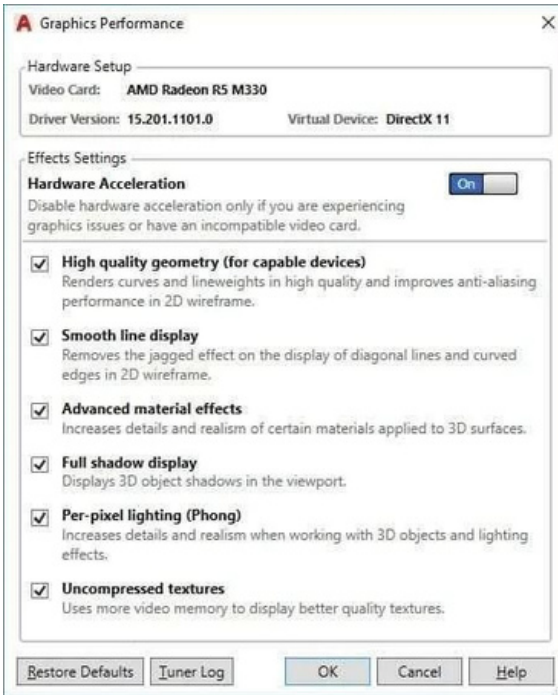 Graphics Performance
Hardware Setup
Video Card: AMD Radeon R5 M330
Driver Version: 15.201.1101.0 Virtual Device: DirectX 11
Effects Settings
Hardware Acceleration On
Disable hardware acceleration only if you are experiencing
graphics issues or have an incompatible video card.
High quality geometry (for capable devices)
Renders curves and lineweights in high quality and improves anti-aliasing
performance in 2D wireframe.
Smooth line display
Removes the jagged effect on the display of diagonal lines and curved
edges in 2D wireframe.
Advanced material effects
Increases details and realism of certain materials applied to 3D surfaces.
Full shadow display
Displays 3D object shadows in the viewport.
Per-pixel lighting (Phong)
Increases details and realism when working with 3D objects and lighting
effects.
Uncompressed textures
Uses more video memory to display better quality textures.
Restore Defaults Tuner Log OK Cancel Help